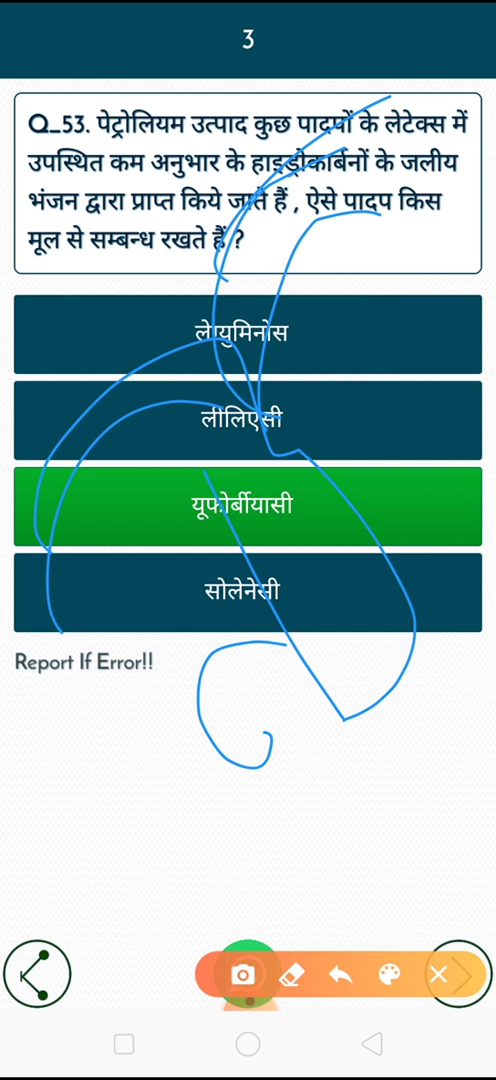 3
Q_53. पेट्रोलियम उत्पाद कुछ पादपों के लेटेक्स में
उपस्थित कम अनुभार के हाइड्रोकार्बनों के जलीय
भंजन द्वारा प्राप्त किये जाते हैं , ऐसे पादप किस
मूल से सम्बन्ध रखते हैं ?
लेग्युमिनोस
लीलिएसी
यूफोर्बीयासी
सोलेनेसी
Report If Error!!